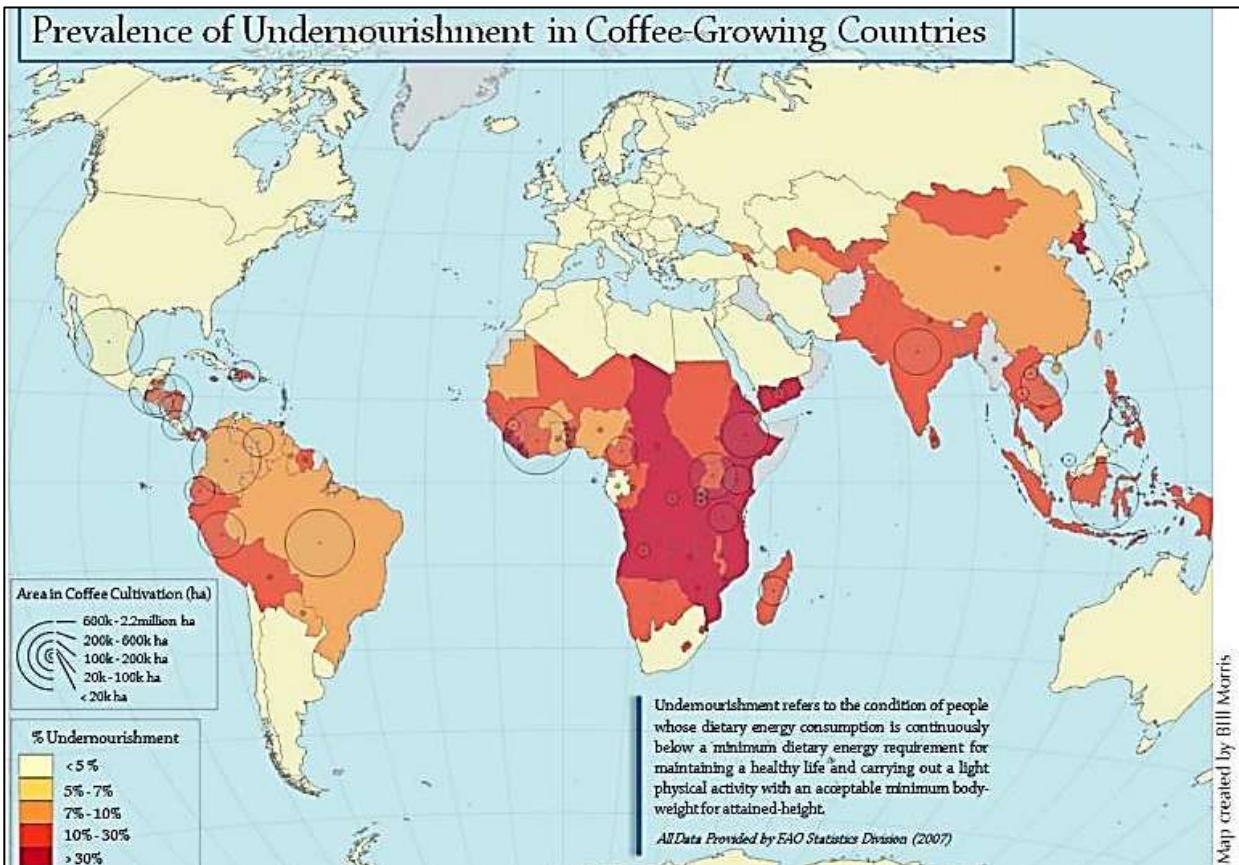 Prevalence of Undernourishment in Coffee-Growing Countries
Area in Coffee Cultivation (ha)
600k - 2.2million ha
200k - 600k ha
100k - 200k ha
20k - 100k ha
< 20k ha
% Undernourishment
< 5 %
5% - 7%
7% - 10%
10% - 30%
> 30%
Undernourishment refers to the condition of people
whose dietary energy consumption is continuously
below a minimum dietary energy requirement for
maintaining a healthy life and carrying out a light
physical activity with an acceptable minimum body-
weight for attained-height.
All Data Provided by FAO Statistics Division (2007)
Map created by Bill Morris